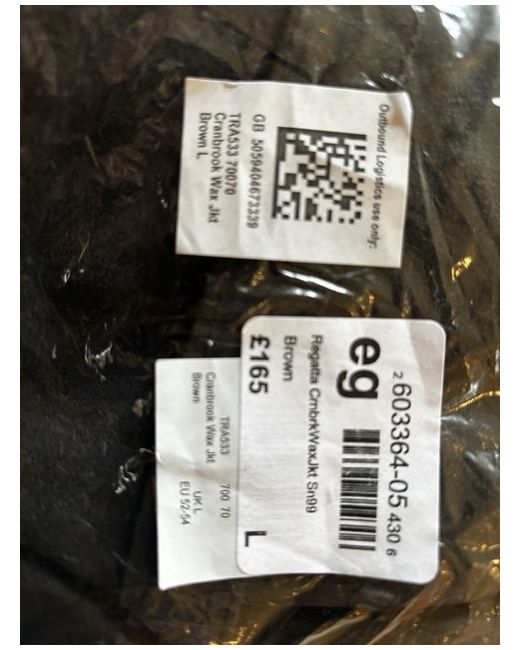 Outbound Logistics use only:
GB 5059404673339
TRA533 70070
Cranbrook Wax Jkt
Brown L
2 603364-05 430 6
eg
Regatta CrnbrkWaxJkt Sn99
Brown
£165
L
TRA533 700 70
Cranbrook Wax Jkt
Brown
UK L
EU 52-54